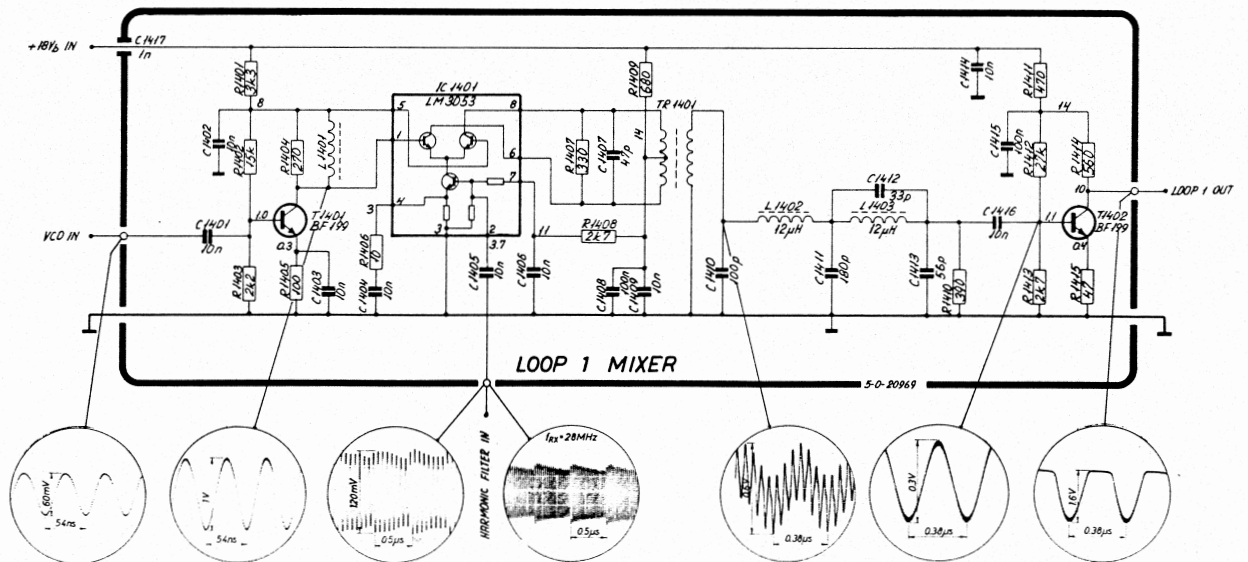 +18Vb IN
C1417
1n
R1401
3k3
8
C1402
10n
R1402
15k
R1404
270
L1401
IC1401
LM3053
5
1
4
3
8
6
7
3
2
3.7
R1409
680
14
TR1401
R1407
330
C1407
47p
C1414
10n
R1411
470
14
C1415
100n
R1412
27k
R1414
560
10
LOOP 1 OUT
VCO IN
C1401
10n
1.0
T1401
BF199
0.3
R1403
2k2
R1405
100
C1403
10n
R1406
10
C1404
10n
C1405
10n
11
C1406
10n
R1408
2k7
C1408
100n
C1409
10n
C1410
100p
L1402
12µH
C1411
180p
C1412
33p
L1403
12µH
C1413
56p
R1410
390
C1416
10n
1.1
T1402
BF199
0.4
R1413
2k7
R1415
47
LOOP 1 MIXER
5-0-20969
HARMONIC FILTER IN
60mV
54ns
1V
54ns
120mV
0.5µs
fRX=28MHz
0.5µs
0.6V
0.38µs
0.3V
0.38µs
1.6V
0.38µs